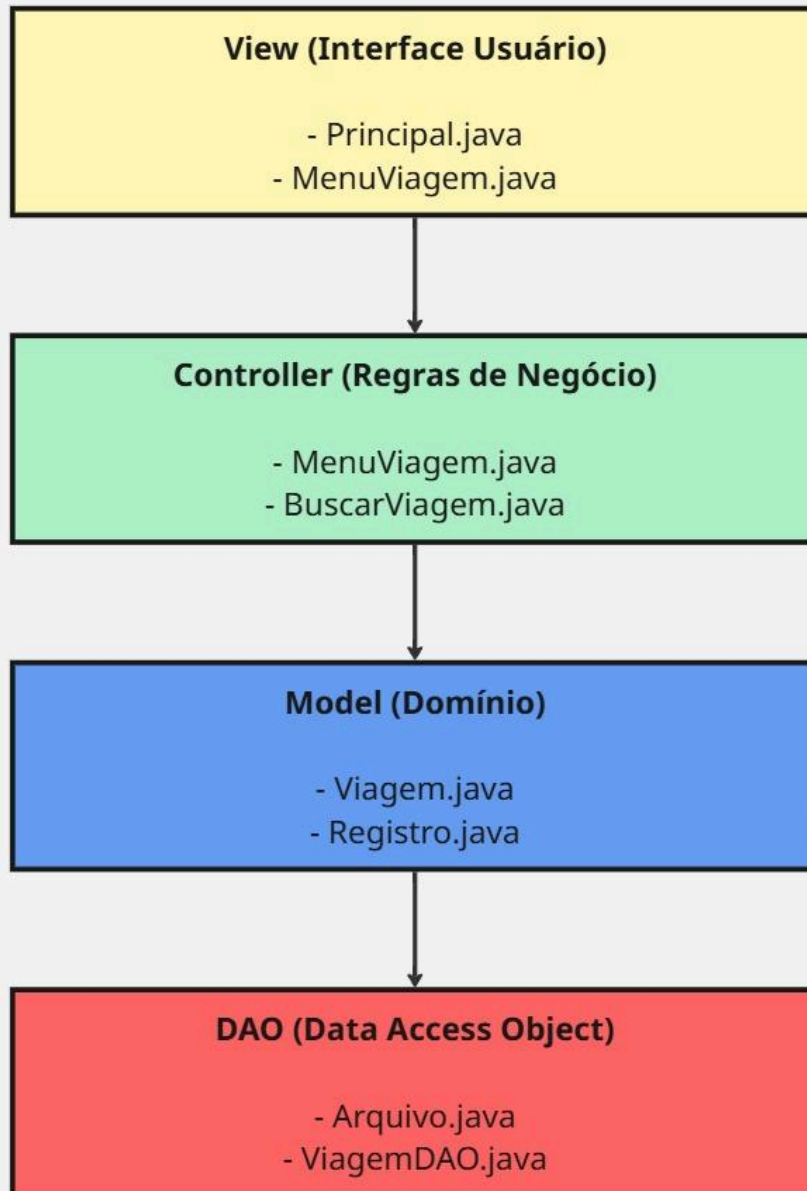 View (Interface Usuário)
- Principal.java
- MenuViagem.java
Controller (Regras de Negócio)
- MenuViagem.java
- BuscarViagem.java
Model (Domínio)
- Viagem.java
- Registro.java
DAO (Data Access Object)
- Arquivo.java
- ViagemDAO.java